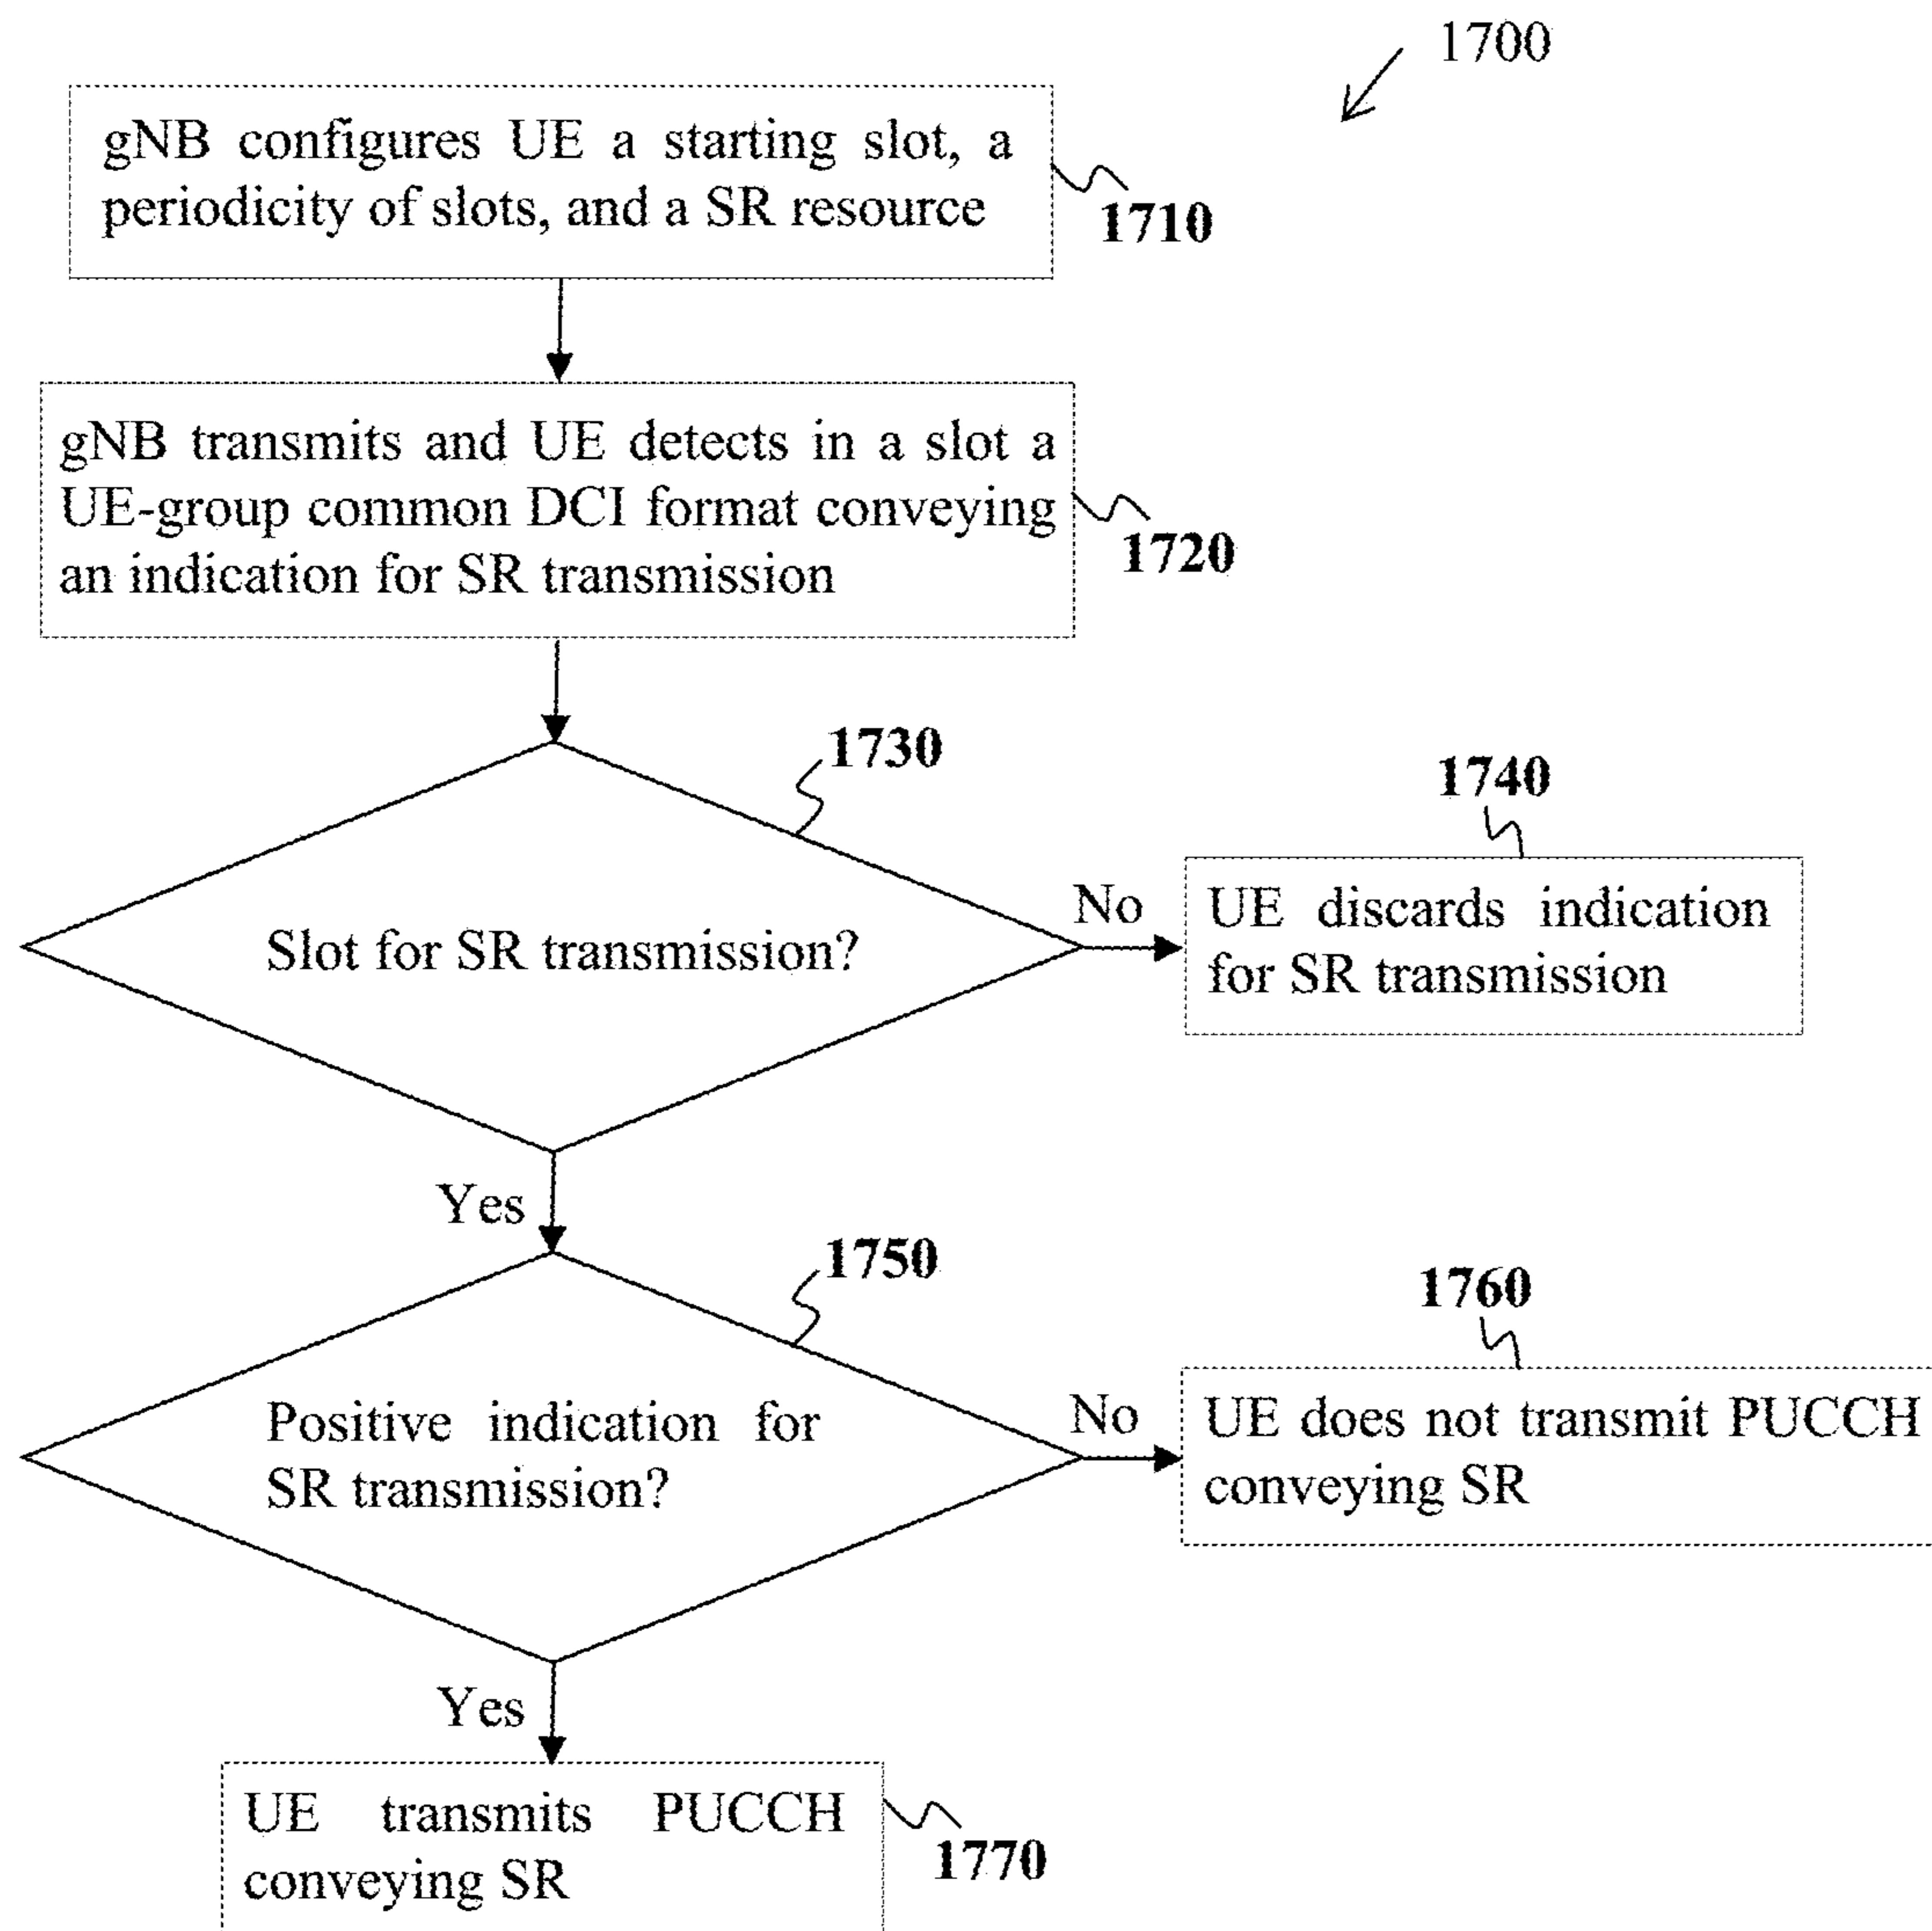 1700
gNB configures UE a starting slot, a
periodicity of slots, and a SR resource
1710
gNB transmits and UE detects in a slot a
UE-group common DCI format conveying
an indication for SR transmission
1720
1730
Slot for SR transmission?
No
1740
UE discards indication
for SR transmission
Yes
1750
Positive indication for
SR transmission?
No
1760
UE does not transmit PUCCH
conveying SR
Yes
UE transmits PUCCH
conveying SR
1770